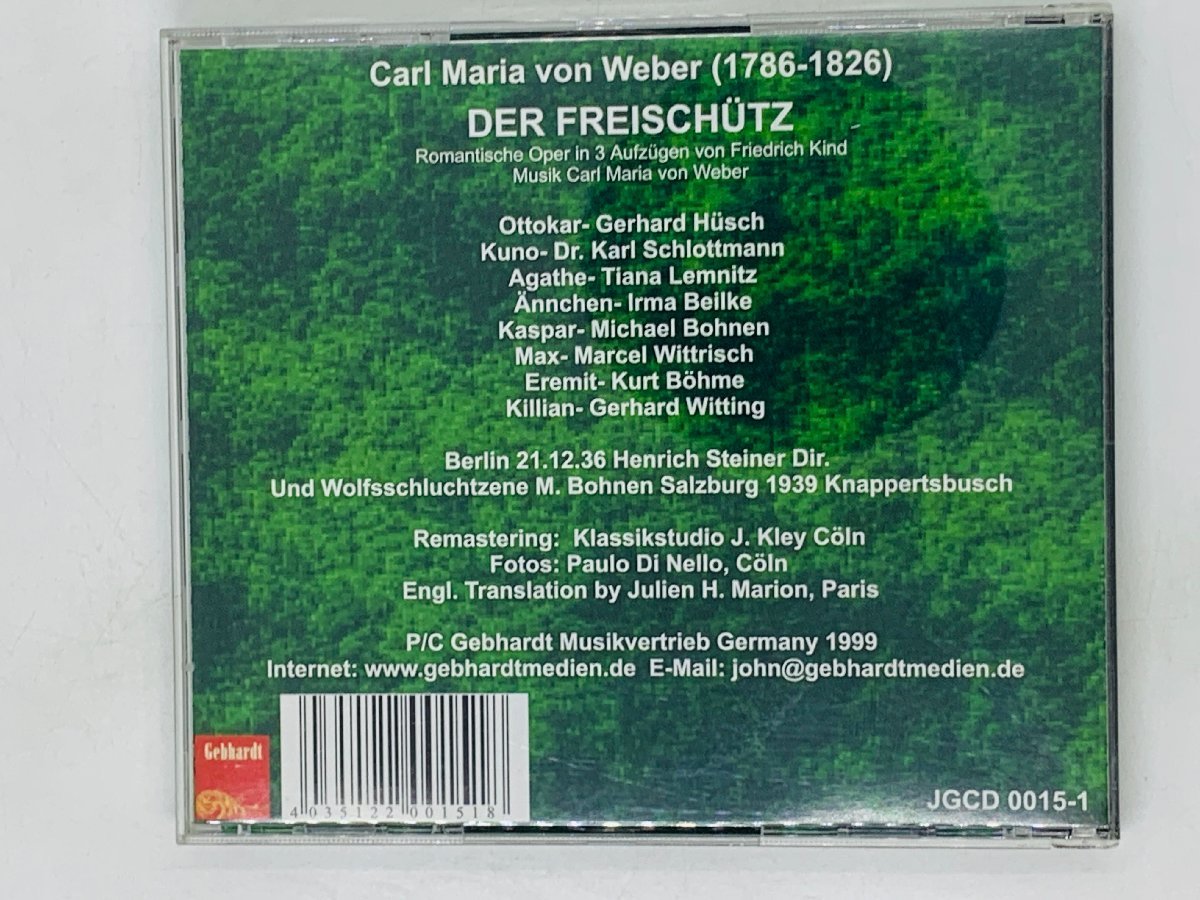 Carl Maria von Weber (1786-1826)
DER FREISCHÜTZ
Romantische Oper in 3 Aufzügen von Friedrich Kind
Musik Carl Maria von Weber
Ottokar- Gerhard Hüsch
Kuno- Dr. Karl Schlottmann
Agathe- Tiana Lemnitz
Ännchen- Irma Beilke
Kaspar- Michael Bohnen
Max- Marcel Wittrisch
Eremit- Kurt Böhme
Killian- Gerhard Witting
Berlin 21.12.36 Henrich Steiner Dir.
Und Wolfsschluchtzene M. Bohnen Salzburg 1939 Knappertsbusch
Remastering: Klassikstudio J. Kley Cöln
Fotos: Paulo Di Nello, Cöln
Engl. Translation by Julien H. Marion, Paris
P/C Gebhardt Musikvertrieb Germany 1999
Internet: www.gebhardtmedien.de E-Mail: john@gebhardtmedien.de
Gebhardt
4 035122 001518
JGCD 0015-1